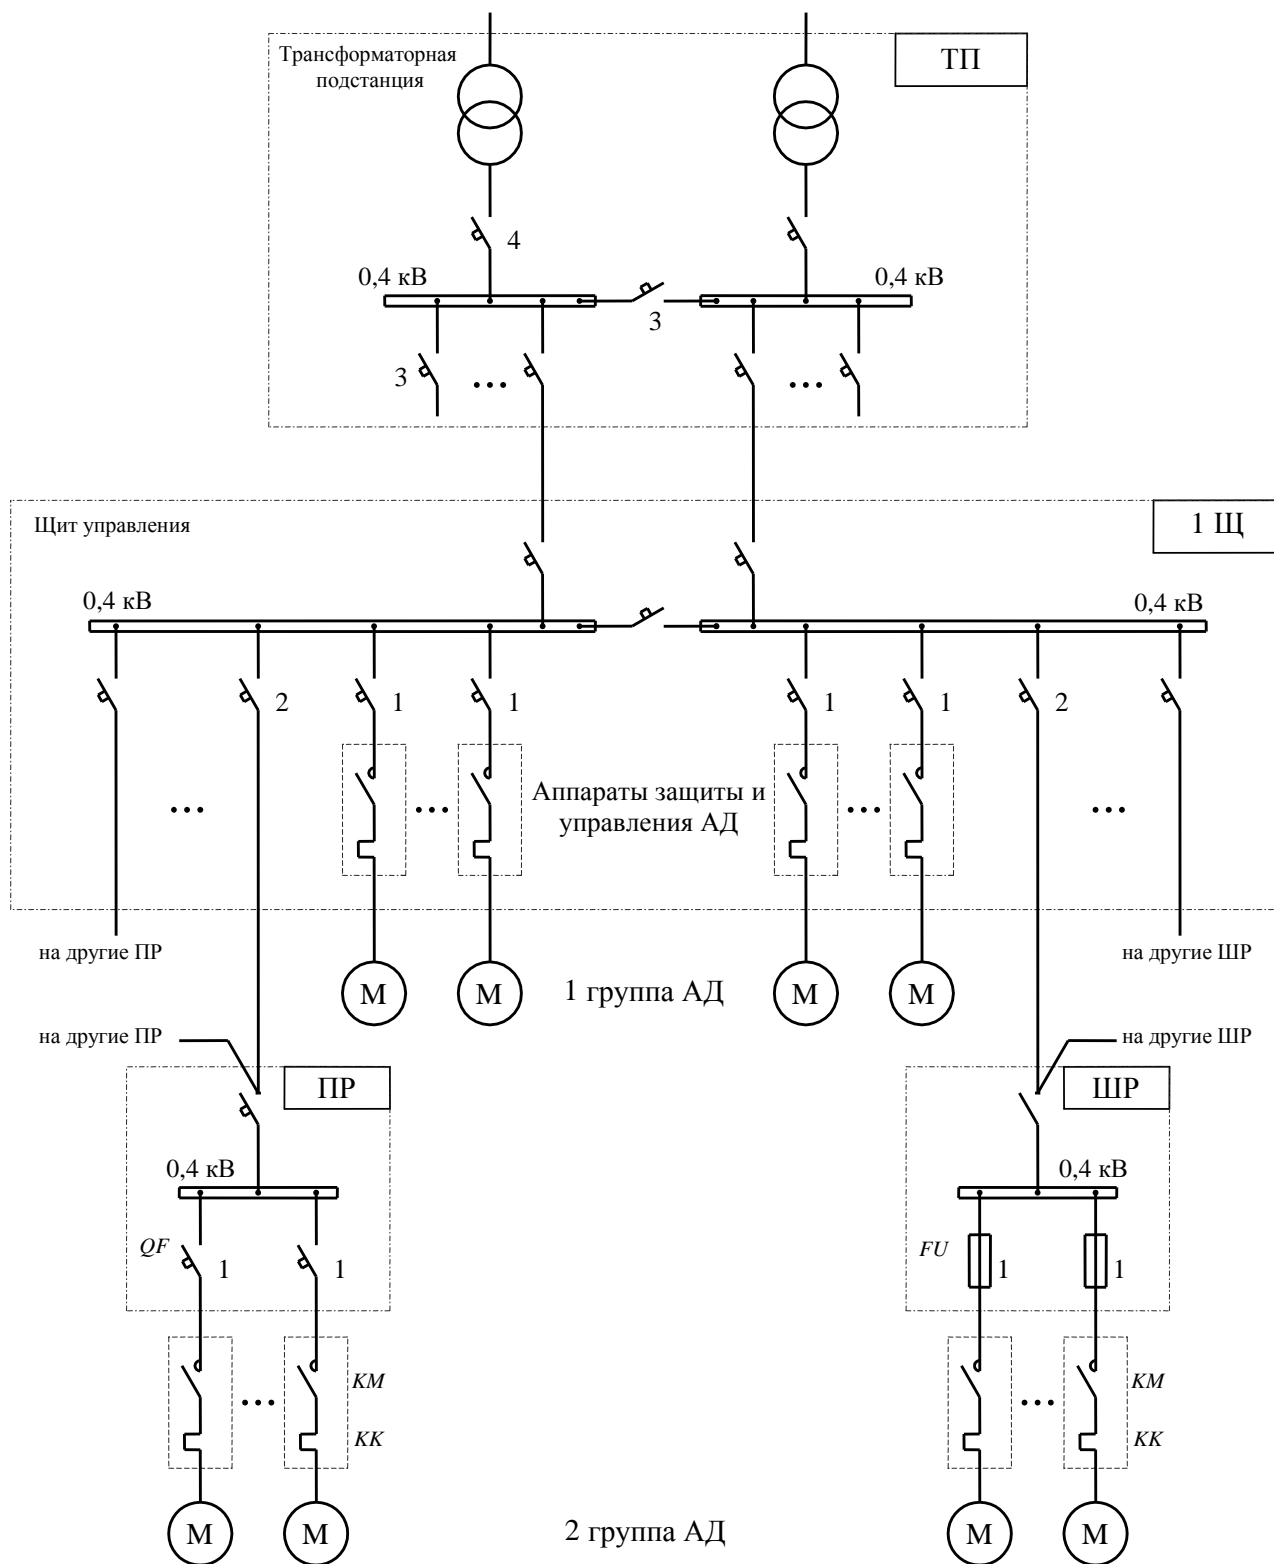 Трансформаторная
подстанция
ТП
4
0,4 кВ
0,4 кВ
3
3
Щит управления
1 Щ
0,4 кВ
0,4 кВ
2
1
1
1
1
2
Аппараты защиты и
управления АД
на другие ПР
на другие ШР
М
М
1 группа АД
М
М
на другие ПР
на другие ШР
ПР
ШР
0,4 кВ
0,4 кВ
QF
1
1
FU
1
1
KM
KM
KK
KK
М
М
2 группа АД
М
М